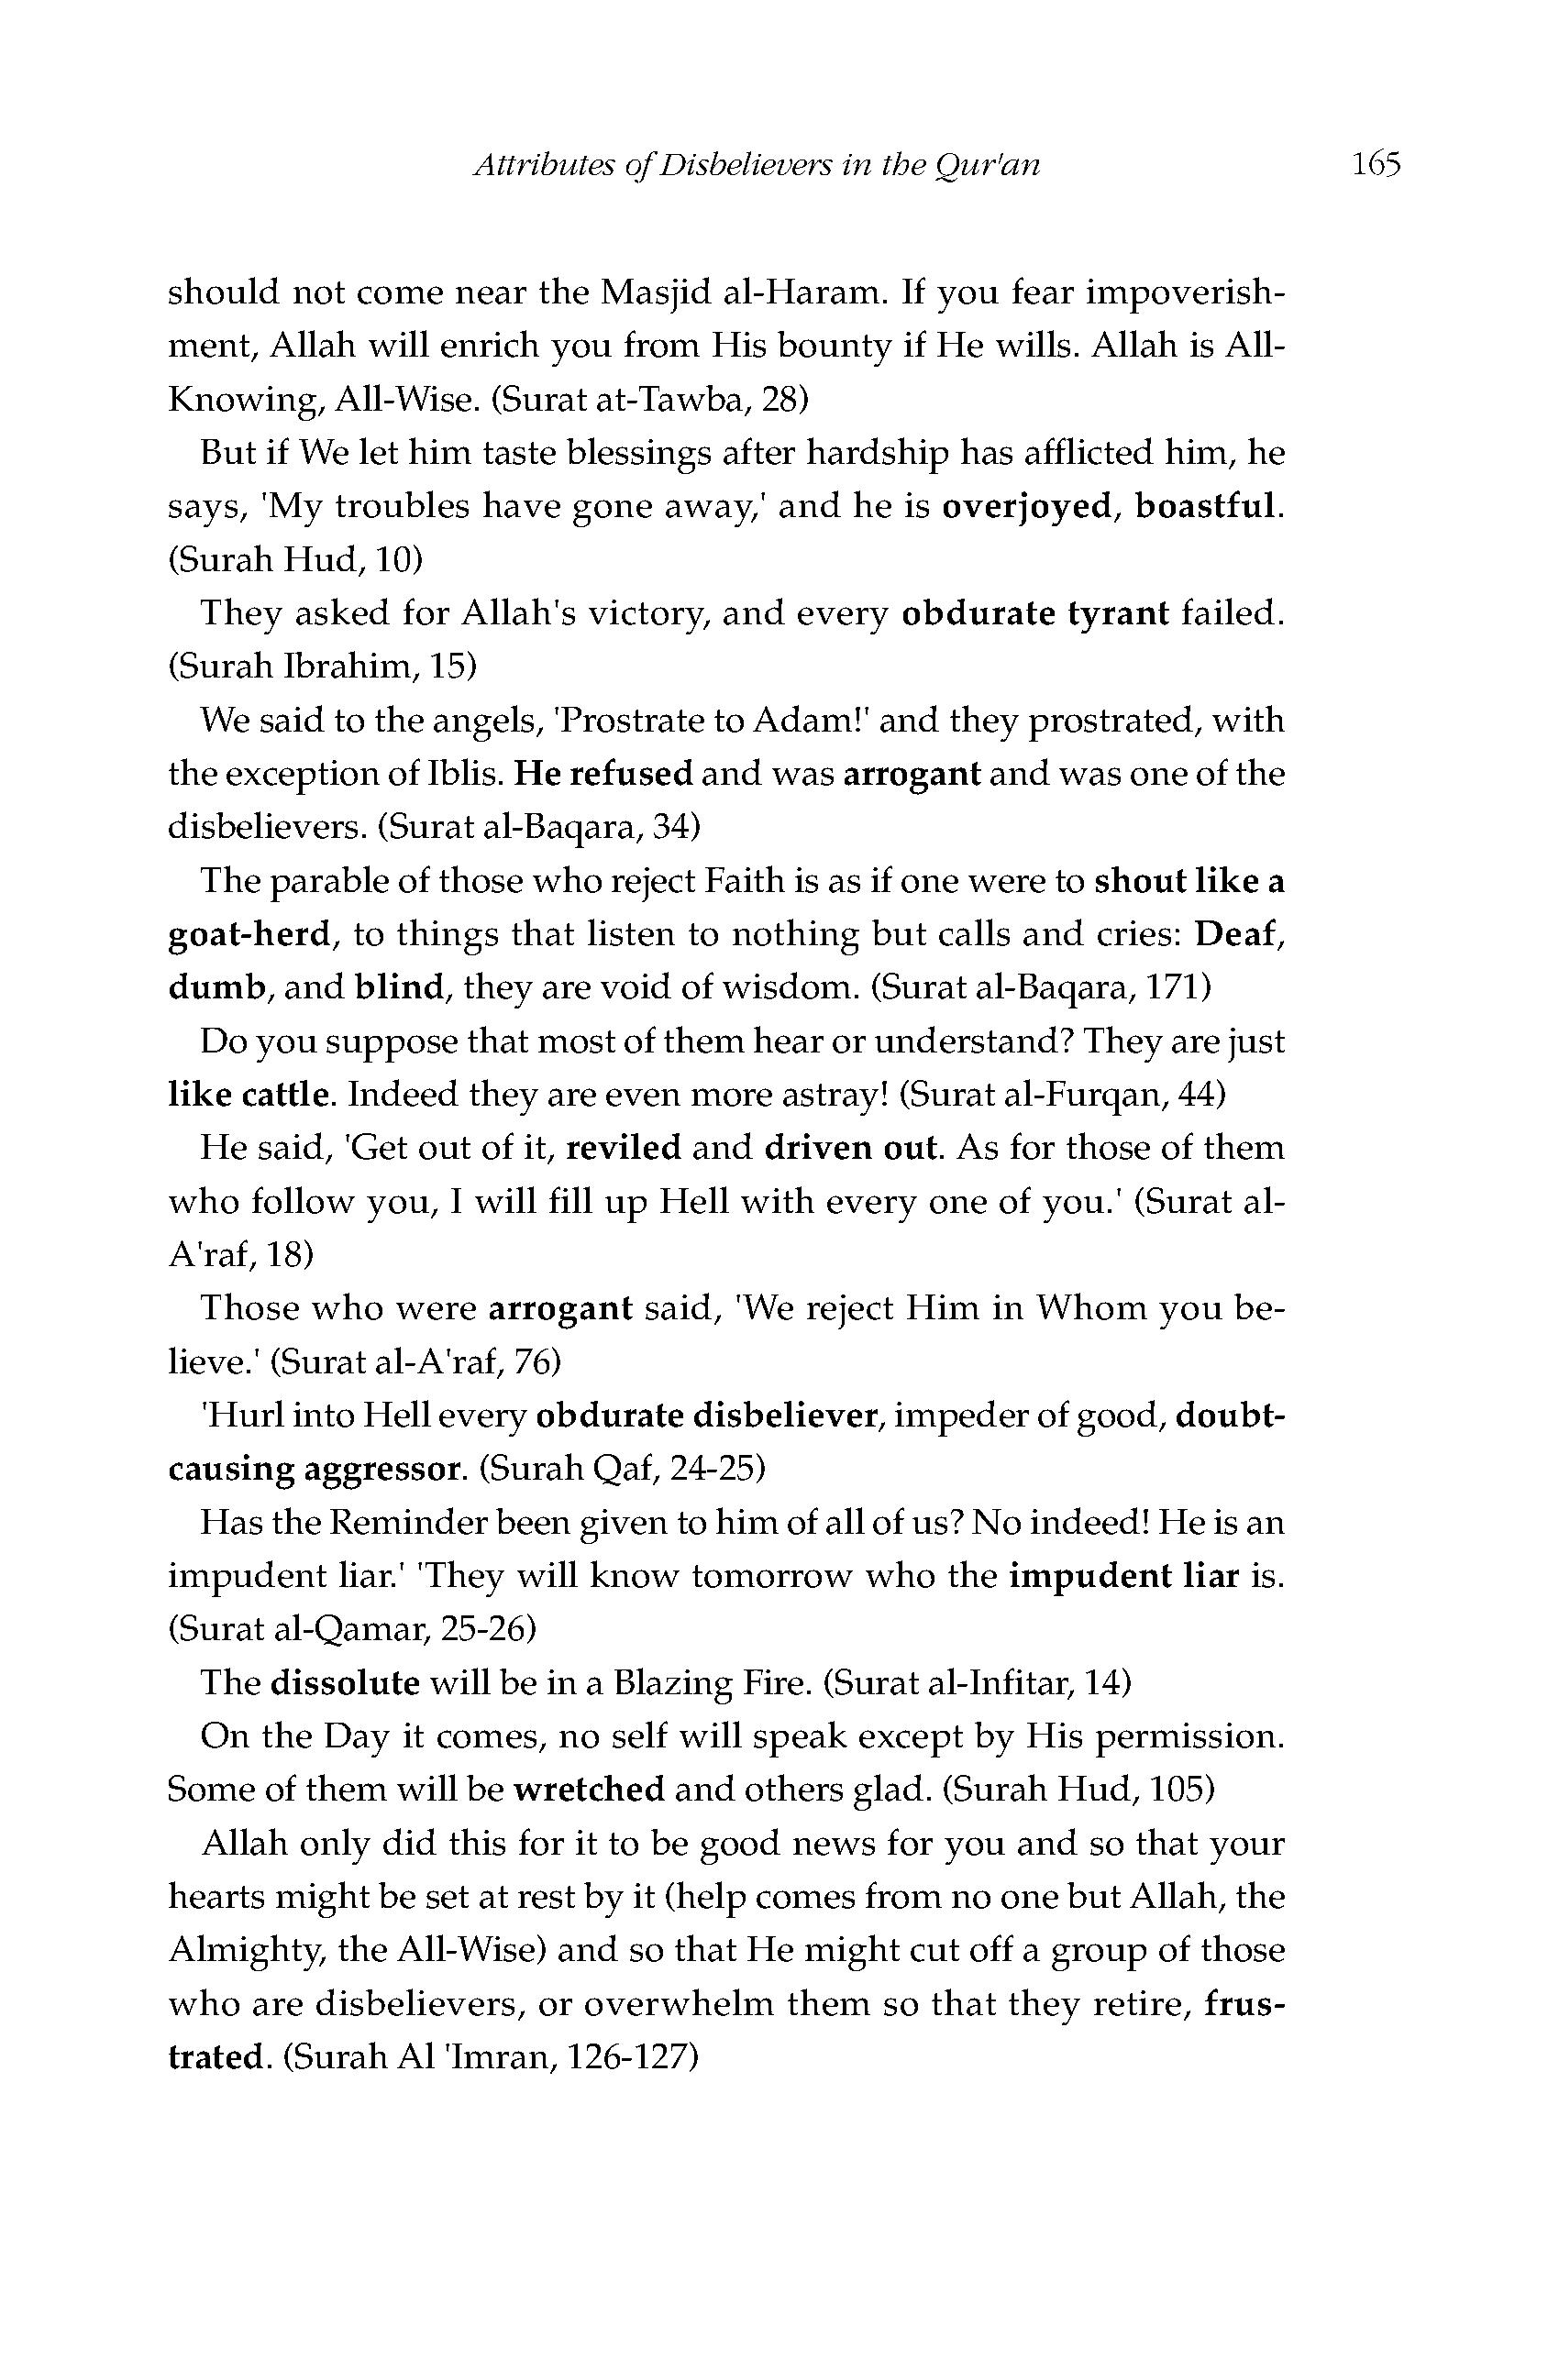 Attributes of Disbelievers in the Qur'an 165
should not come near the Masjid al-Haram. If you fear impoverish-
ment, Allah will enrich you from His bounty if He wills. Allah is All-
Knowing, All-Wise. (Surat at-Tawba, 28)
But if We let him taste blessings after hardship has afflicted him, he
says, 'My troubles have gone away,' and he is overjoyed, boastful.
(Surah Hud, 10)
They asked for Allah's victory, and every obdurate tyrant failed.
(Surah Ibrahim, 15)
We said to the angels, 'Prostrate to Adam!' and they prostrated, with
the exception of Iblis. He refused and was arrogant and was one of the
disbelievers. (Surat al-Baqara, 34)
The parable of those who reject Faith is as if one were to shout like a
goat-herd, to things that listen to nothing but calls and cries: Deaf,
dumb, and blind, they are void of wisdom. (Surat al-Baqara, 171)
Do you suppose that most of them hear or understand? They are just
like cattle. Indeed they are even more astray! (Surat al-Furqan, 44)
He said, 'Get out of it, reviled and driven out. As for those of them
who follow you, I will fill up Hell with every one of you.' (Surat al-
A'raf, 18)
Those who were arrogant said, 'We reject Him in Whom you be-
lieve.' (Surat al-A'raf, 76)
'Hurl into Hell every obdurate disbeliever, impeder of good, doubt-
causing aggressor. (Surah Qaf, 24-25)
Has the Reminder been given to him of all of us? No indeed! He is an
impudent liar.' 'They will know tomorrow who the impudent liar is.
(Surat al-Qamar, 25-26)
The dissolute will be in a Blazing Fire. (Surat al-Infitar, 14)
On the Day it comes, no self will speak except by His permission.
Some of them will be wretched and others glad. (Surah Hud, 105)
Allah only did this for it to be good news for you and so that your
hearts might be set at rest by it (help comes from no one but Allah, the
Almighty, the All-Wise) and so that He might cut off a group of those
who are disbelievers, or overwhelm them so that they retire, frus-
trated. (Surah Al 'Imran, 126-127)